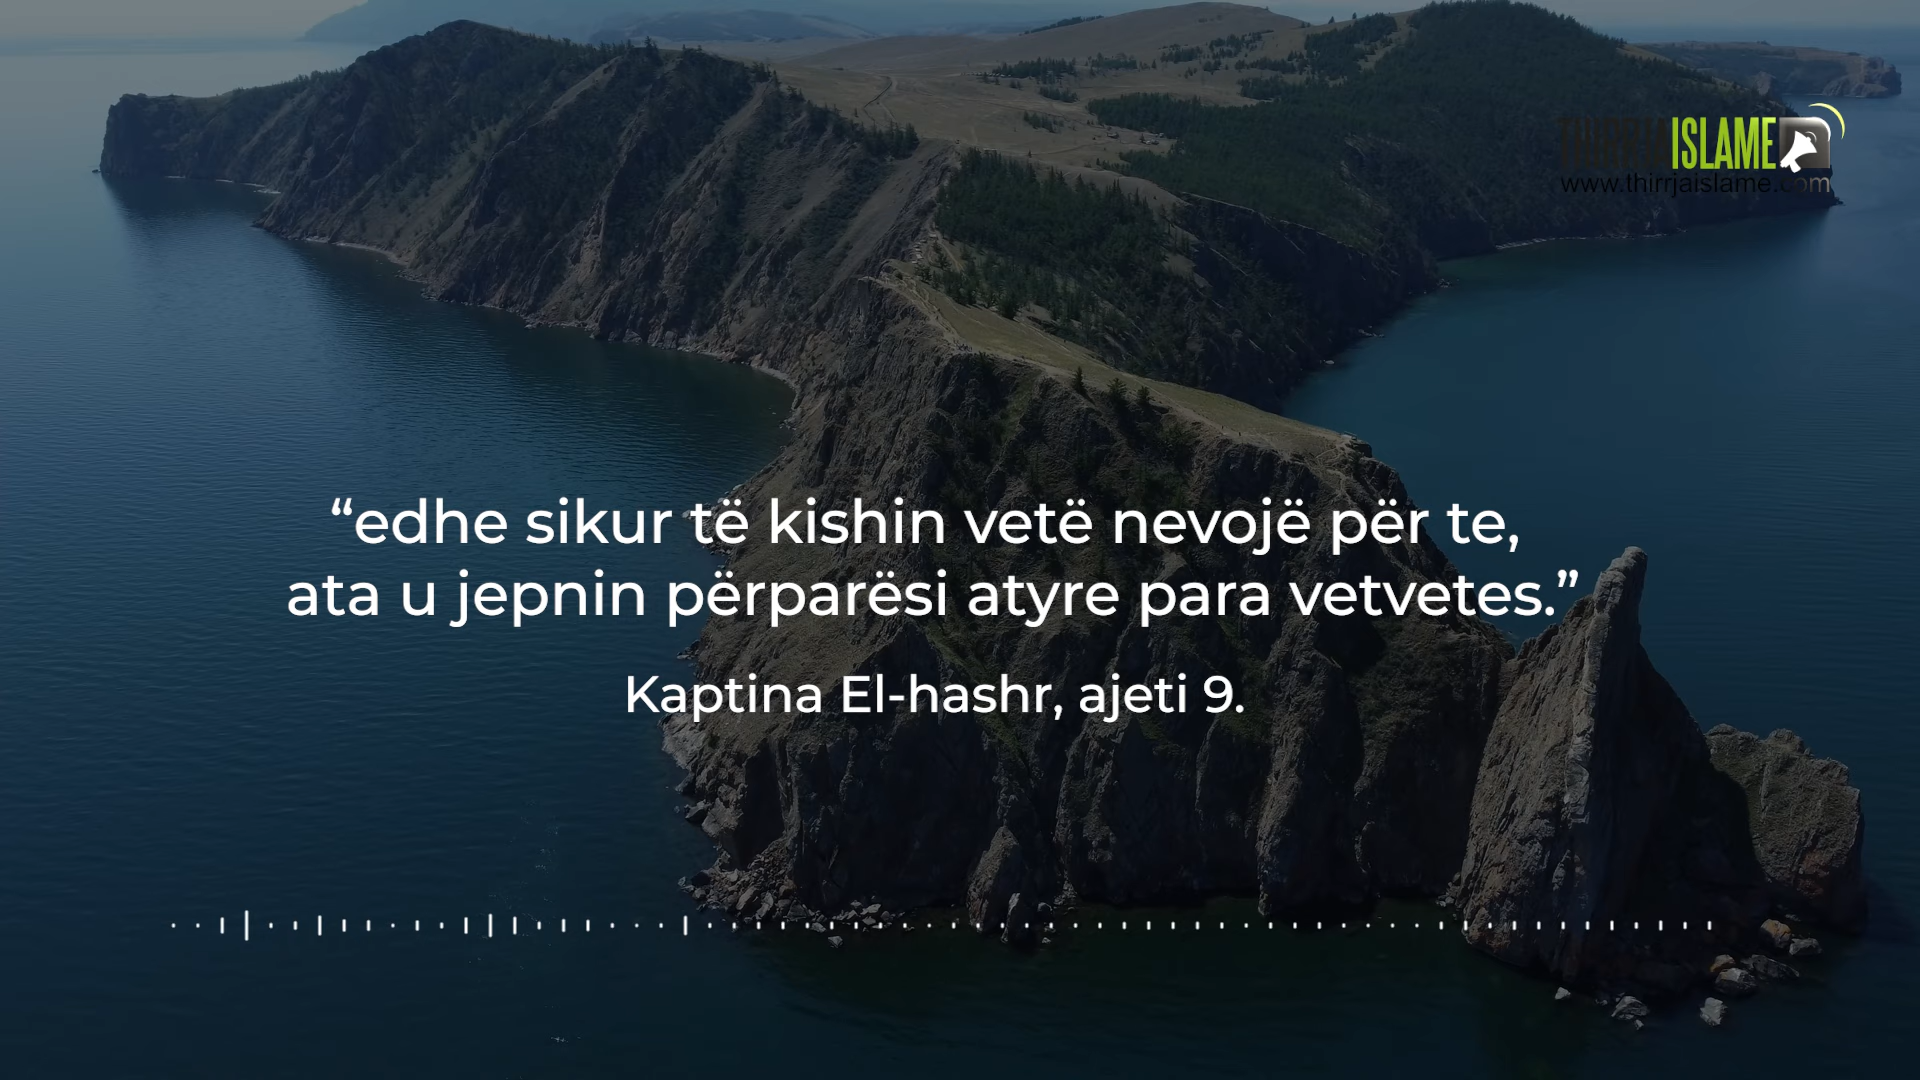 THIRRJAISLAME
www.thirrjaislame.com
“edhe sikur të kishin vetë nevojë për te,
ata u jepnin përparësi atyre para vetvetes.”
Kaptina El-hashr, ajeti 9.